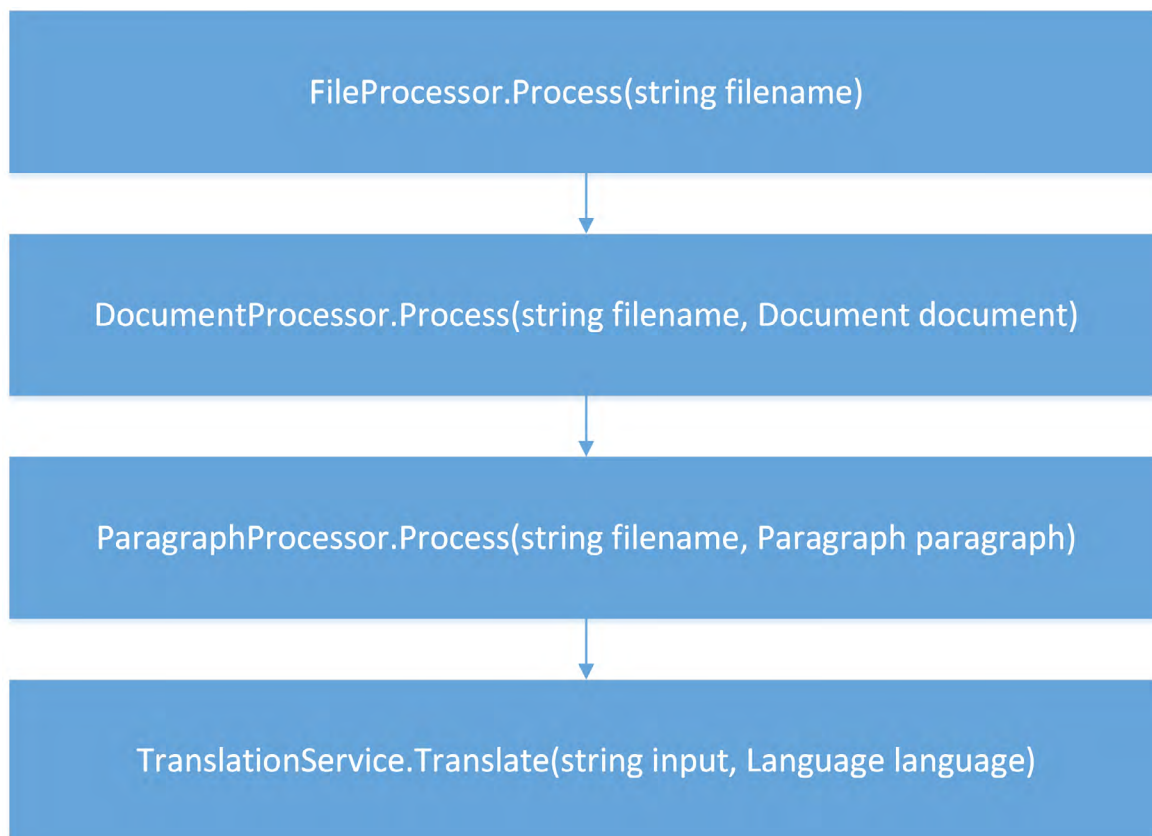 FileProcessor.Process(string filename)
DocumentProcessor.Process(string filename, Document document)
ParagraphProcessor.Process(string filename, Paragraph paragraph)
TranslationService.Translate(string input, Language language)